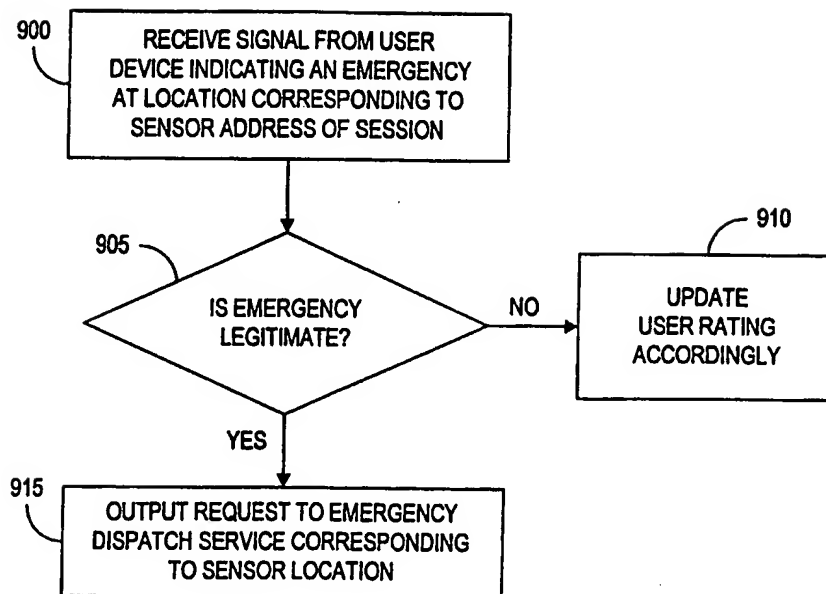 900
RECEIVE SIGNAL FROM USER
DEVICE INDICATING AN EMERGENCY
AT LOCATION CORRESPONDING TO
SENSOR ADDRESS OF SESSION
905
IS EMERGENCY
LEGITIMATE?
NO
910
UPDATE
USER RATING
ACCORDINGLY
YES
915
OUTPUT REQUEST TO EMERGENCY
DISPATCH SERVICE CORRESPONDING
TO SENSOR LOCATION